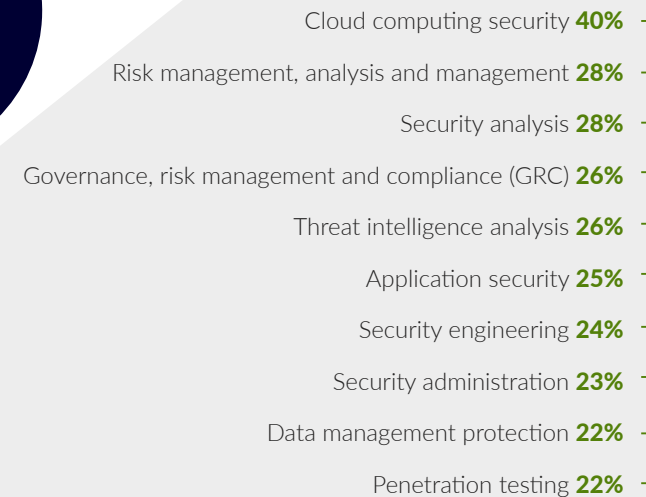 Cloud computing security 40%
Risk management, analysis and management 28%
Security analysis 28%
Governance, risk management and compliance (GRC) 26%
Threat intelligence analysis 26%
Application security 25%
Security engineering 24%
Security administration 23%
Data management protection 22%
Penetration testing 22%